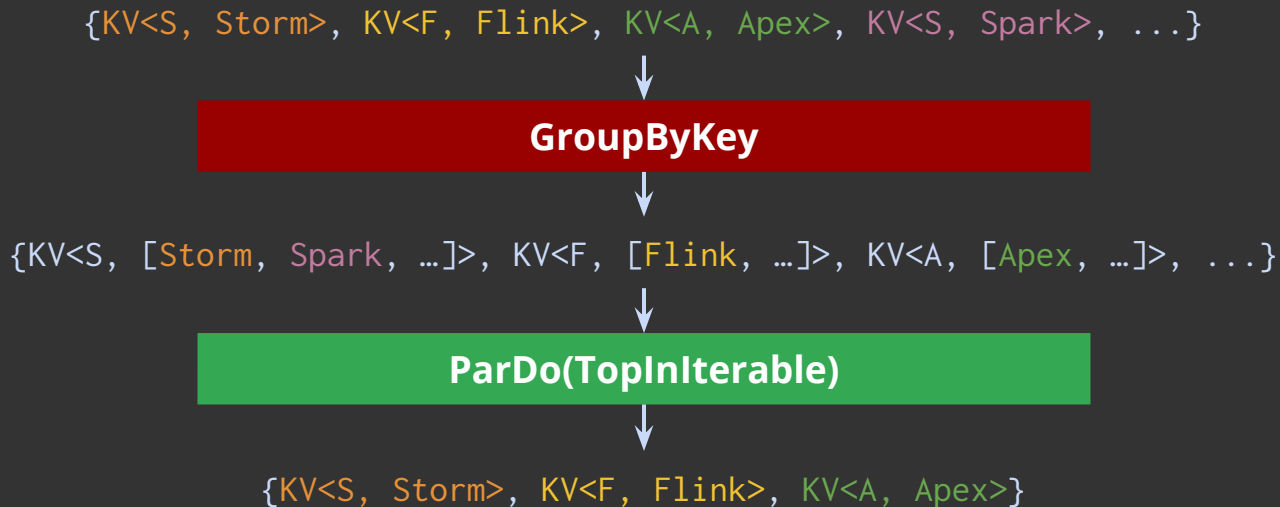 {KV<S, Storm>, KV<F, Flink>, KV<A, Apex>, KV<S, Spark>, ...}
GroupByKey
{KV<S, [Storm, Spark, …]>, KV<F, [Flink, …]>, KV<A, [Apex, …]>, ...}
ParDo(TopInIterable)
{KV<S, Storm>, KV<F, Flink>, KV<A, Apex>}